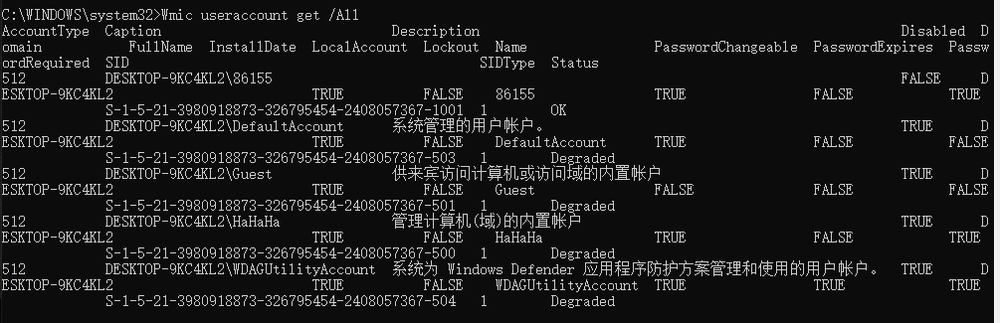 C:\WINDOWS\system32>Wmic useraccount get /All
AccountType  Caption                              Description                                                        Disabled  D
omain           FullName  InstallDate  LocalAccount  Lockout  Name                PasswordChangeable  PasswordExpires  Passw
ordRequired  SID                                             SIDType  Status
512          DESKTOP-9KC4KL2\86155                                                                                   FALSE     D
ESKTOP-9KC4KL2                         TRUE          FALSE    86155               TRUE                FALSE            TRUE
             S-1-5-21-3980918873-326795454-2408057367-1001   1        OK
512          DESKTOP-9KC4KL2\DefaultAccount       系统管理的用户帐户。                                               TRUE      D
ESKTOP-9KC4KL2                         TRUE          FALSE    DefaultAccount      TRUE                FALSE            FALSE
             S-1-5-21-3980918873-326795454-2408057367-503    1        Degraded
512          DESKTOP-9KC4KL2\Guest                供来宾访问计算机或访问域的内置帐户                                 TRUE      D
ESKTOP-9KC4KL2                         TRUE          FALSE    Guest               FALSE               FALSE            FALSE
             S-1-5-21-3980918873-326795454-2408057367-501    1        Degraded
512          DESKTOP-9KC4KL2\HaHaHa               管理计算机(域)的内置帐户                                           TRUE      D
ESKTOP-9KC4KL2                         TRUE          FALSE    HaHaHa              TRUE                FALSE            TRUE
             S-1-5-21-3980918873-326795454-2408057367-500    1        Degraded
512          DESKTOP-9KC4KL2\WDAGUtilityAccount   系统为 Windows Defender 应用程序防护方案管理和使用的用户帐户。  TRUE      D
ESKTOP-9KC4KL2                         TRUE          FALSE    WDAGUtilityAccount  TRUE                TRUE             TRUE
             S-1-5-21-3980918873-326795454-2408057367-504    1        Degraded